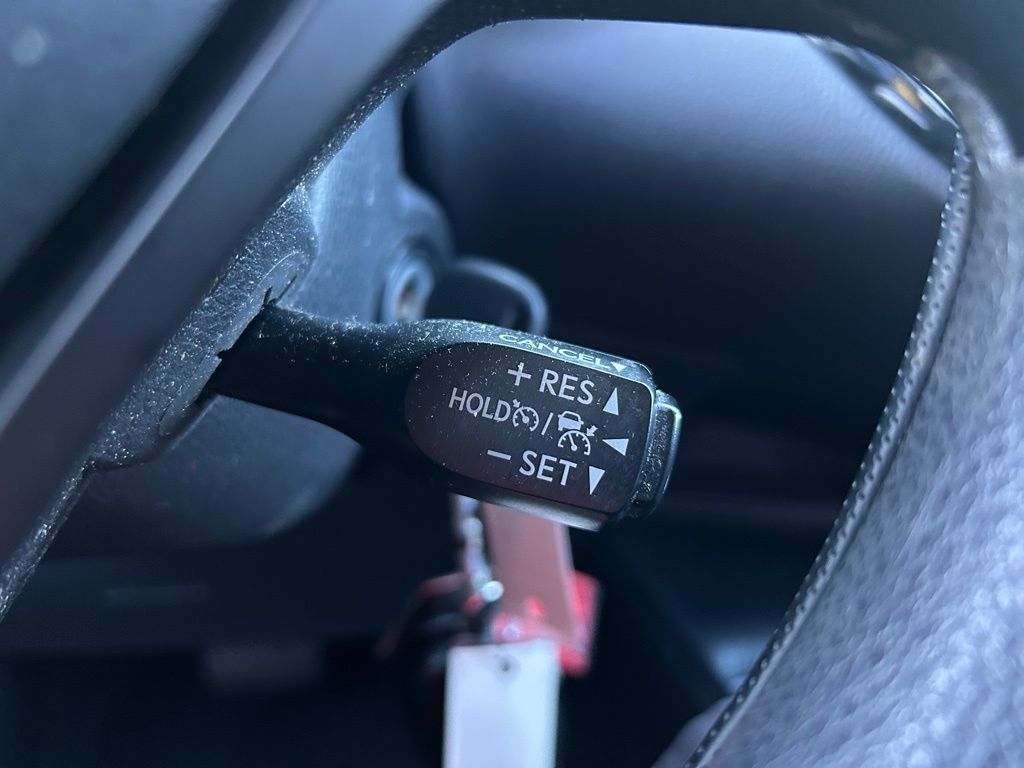 CANCEL▼
+ RES ▲
HOLD / ◀
− SET ▼